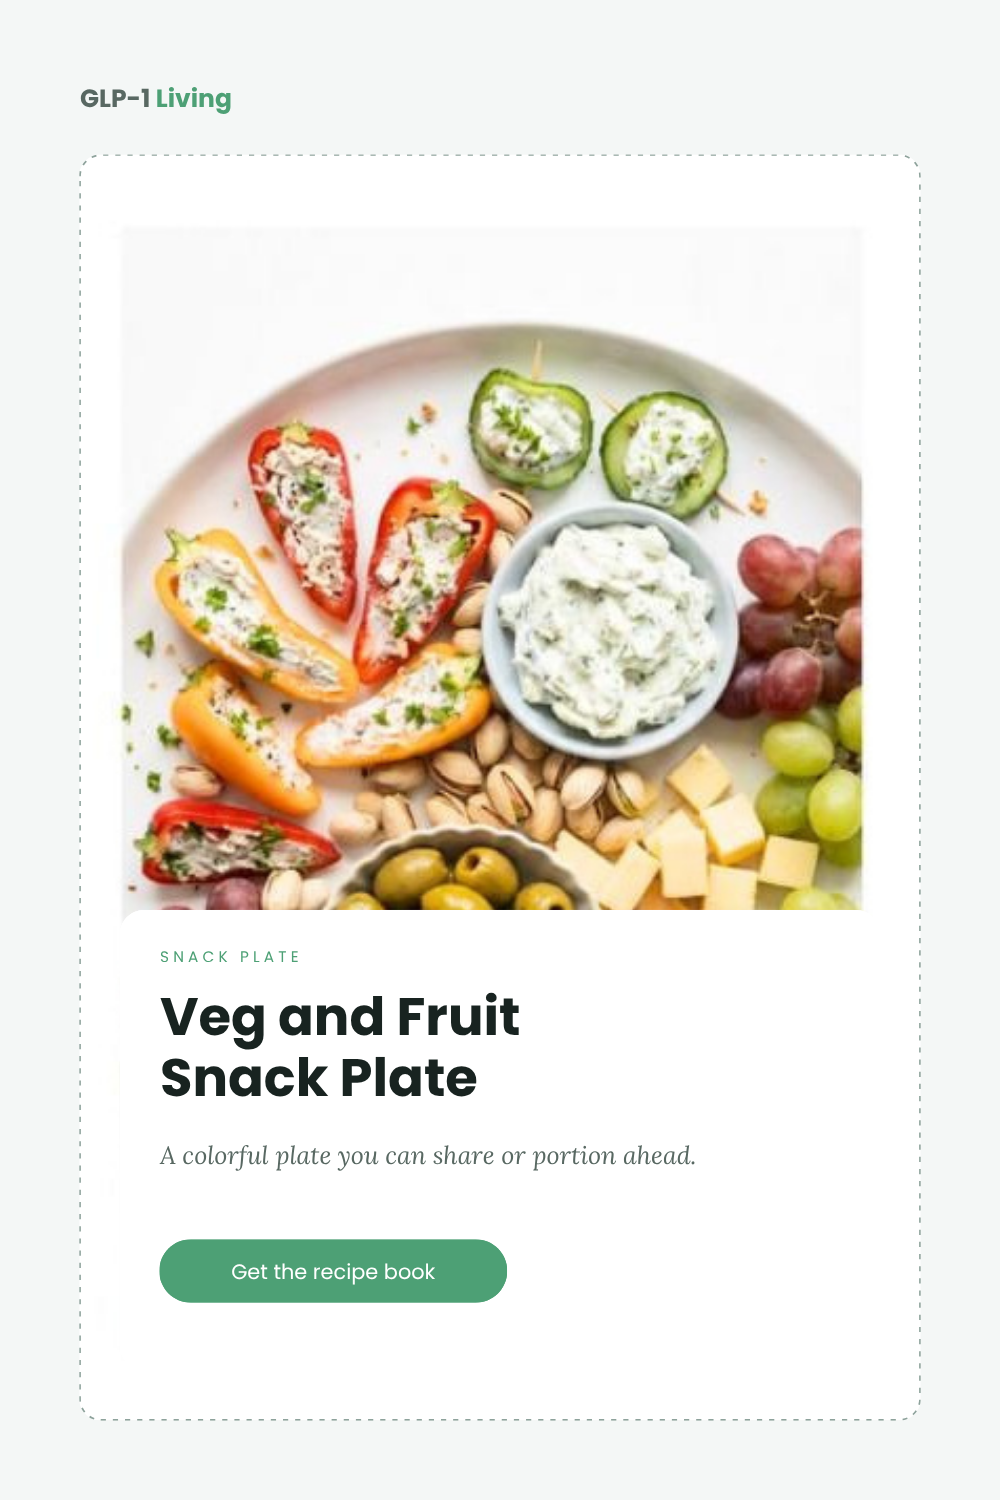 GLP-1 Living
SNACK PLATE
Veg and Fruit
Snack Plate
A colorful plate you can share or portion ahead.
Get the recipe book